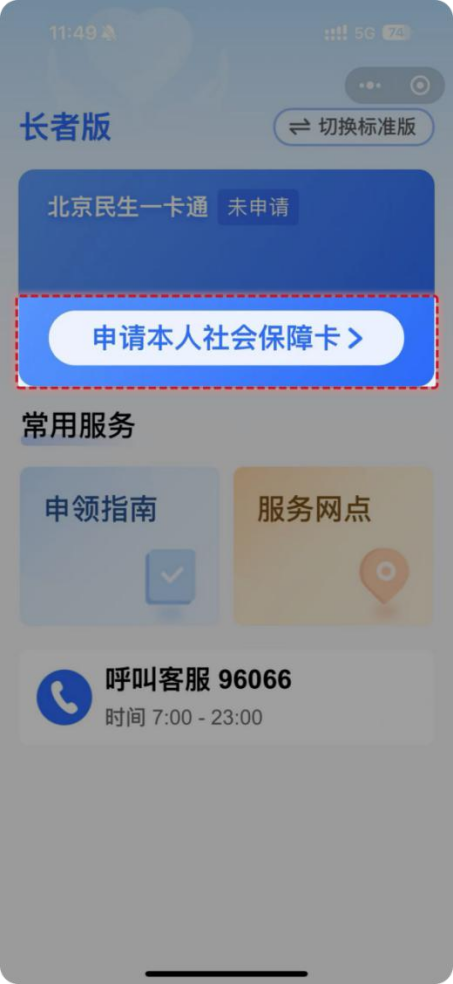 11:49
5G 74
长者版
切换标准版
北京民生一卡通 未申请
申请本人社会保障卡
常用服务
申领指南
服务网点
呼叫客服 96066
时间 7:00 - 23:00